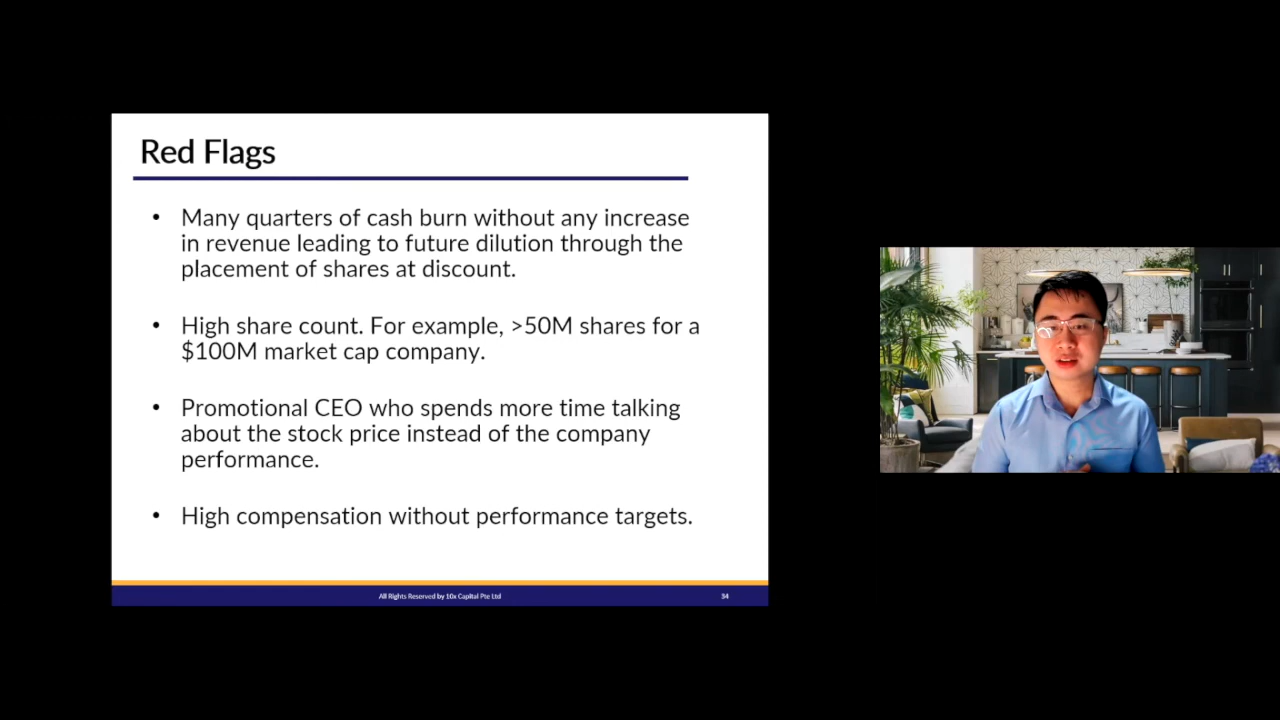 Red Flags
• Many quarters of cash burn without any increase
in revenue leading to future dilution through the
placement of shares at discount.
• High share count. For example, >50M shares for a
$100M market cap company.
• Promotional CEO who spends more time talking
about the stock price instead of the company
performance.
• High compensation without performance targets.
All Rights Reserved by 10x Capital Pte Ltd
34